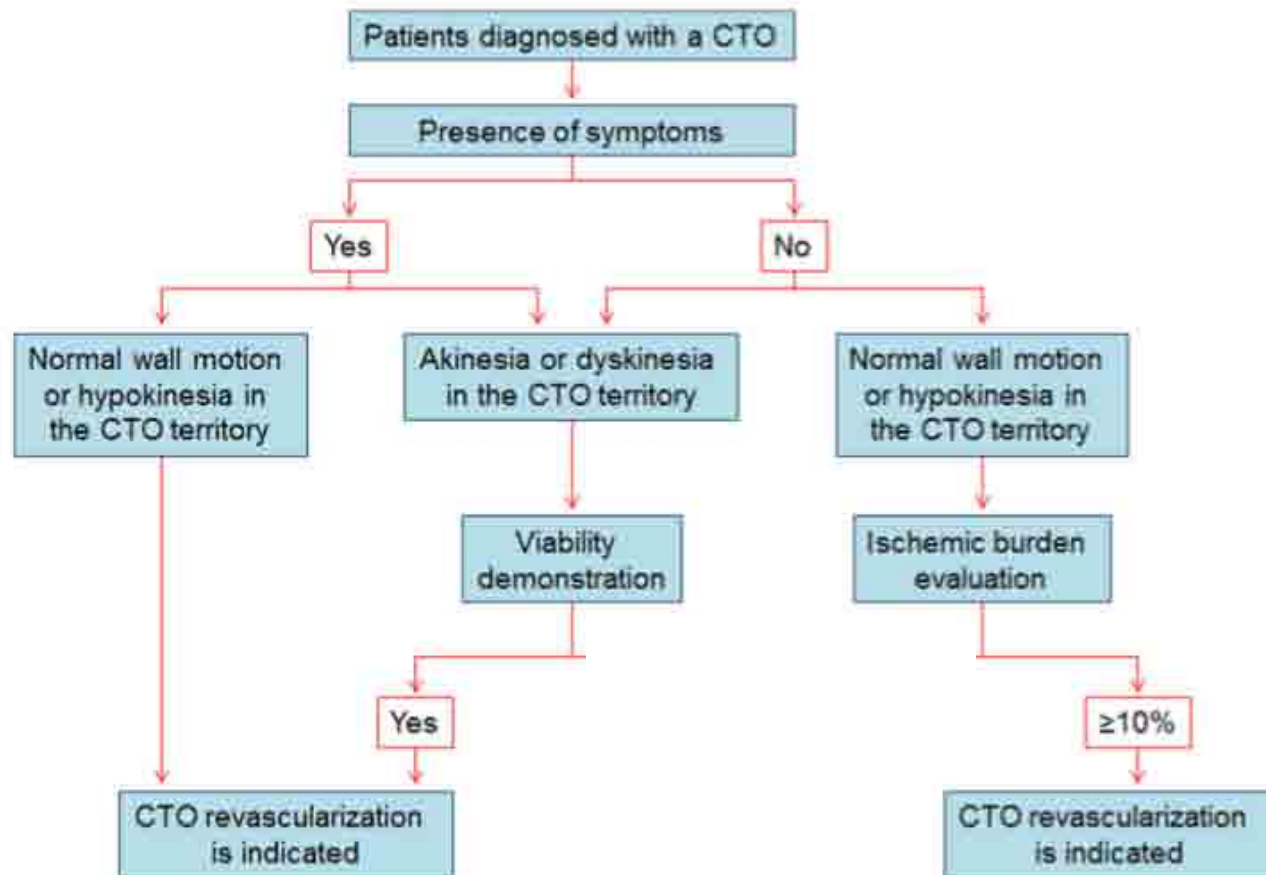 Patients diagnosed with a CTO
Presence of symptoms
Yes
No
Normal wall motion
or hypokinesia in
the CTO territory
Akinesia or dyskinesia
in the CTO territory
Normal wall motion
or hypokinesia in
the CTO territory
Viability
demonstration
Ischemic burden
evaluation
Yes
≥10%
CTO revascularization
is indicated
CTO revascularization
is indicated